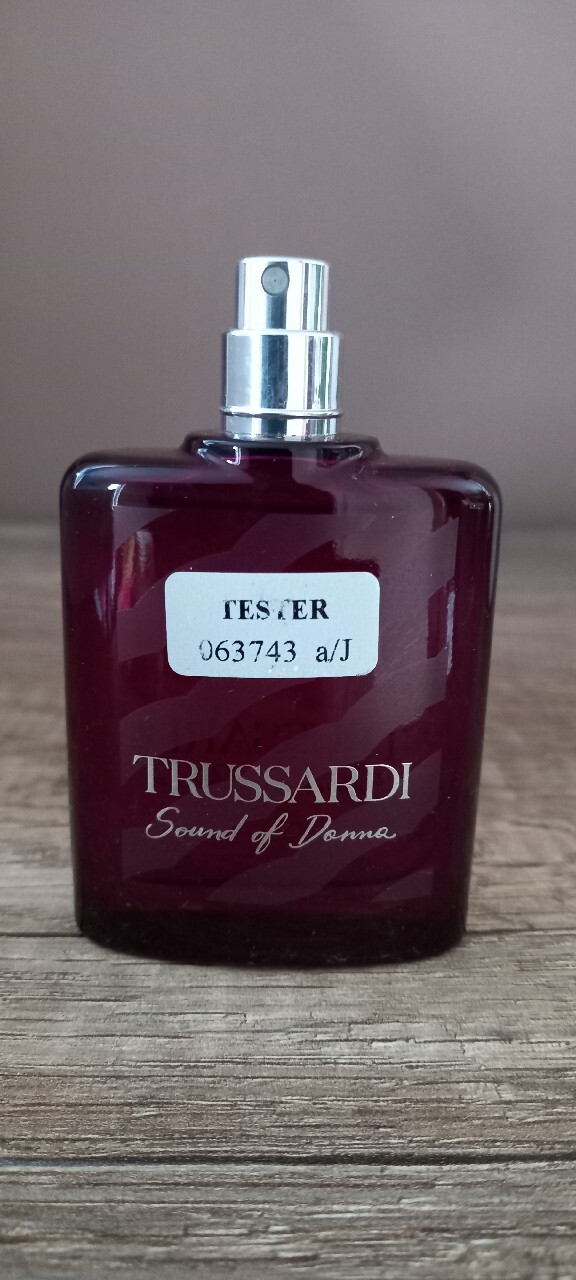 TESTER
063743 a/J
TRUSSARDI
Sound of Donna